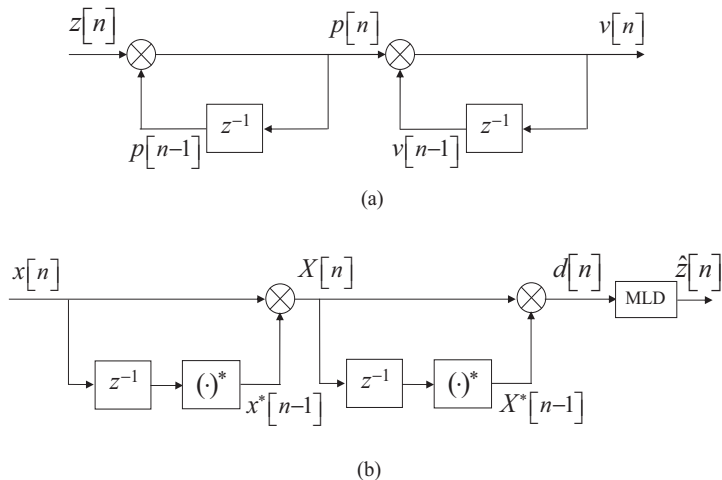 z[n] p[n] v[n]
z⁻¹ z⁻¹
p[n−1] v[n−1]
(a)
x[n] X[n] d[n] ẑ[n]
MLD
z⁻¹ (·)* z⁻¹ (·)*
x*[n−1] X*[n−1]
(b)